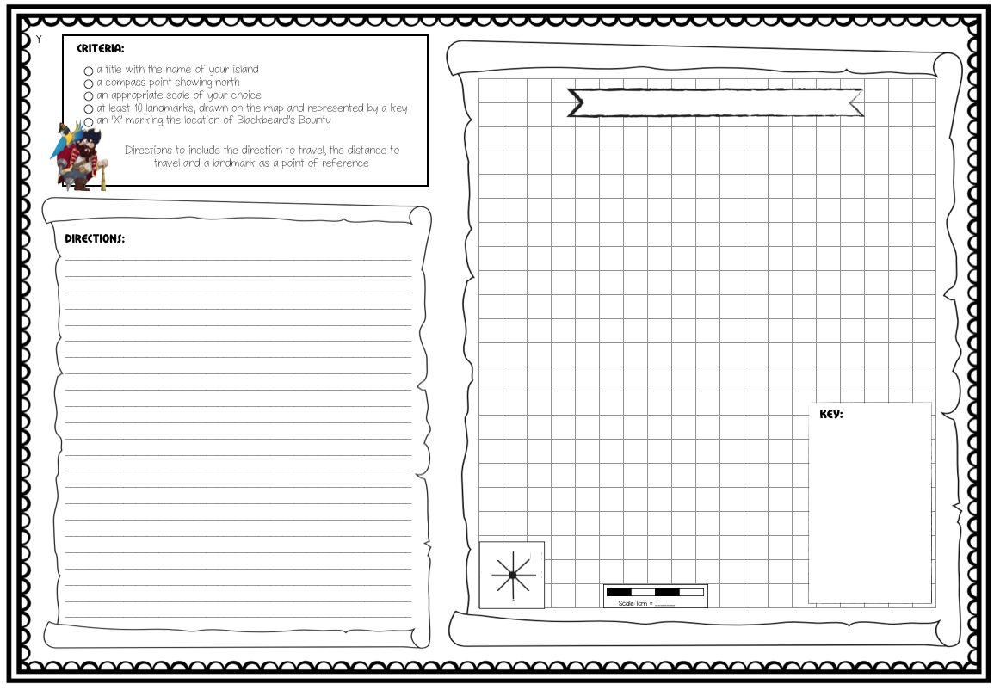 Y
CRITERIA:
a title with the name of your island
a compass point showing north
an appropriate scale of your choice
at least 10 landmarks, drawn on the map and represented by a key
an 'X' marking the location of Blackbeard's Bounty
Directions to include the direction to travel, the distance to
travel and a landmark as a point of reference
DIRECTIONS:
KEY:
Scale: 1cm = ______